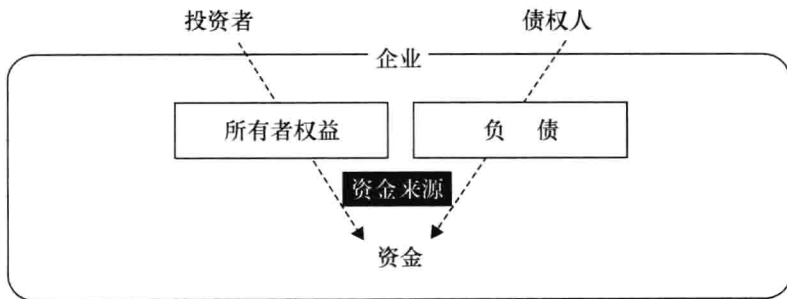 投资者 债权人
企业
所有者权益 负 债
资金来源
资金